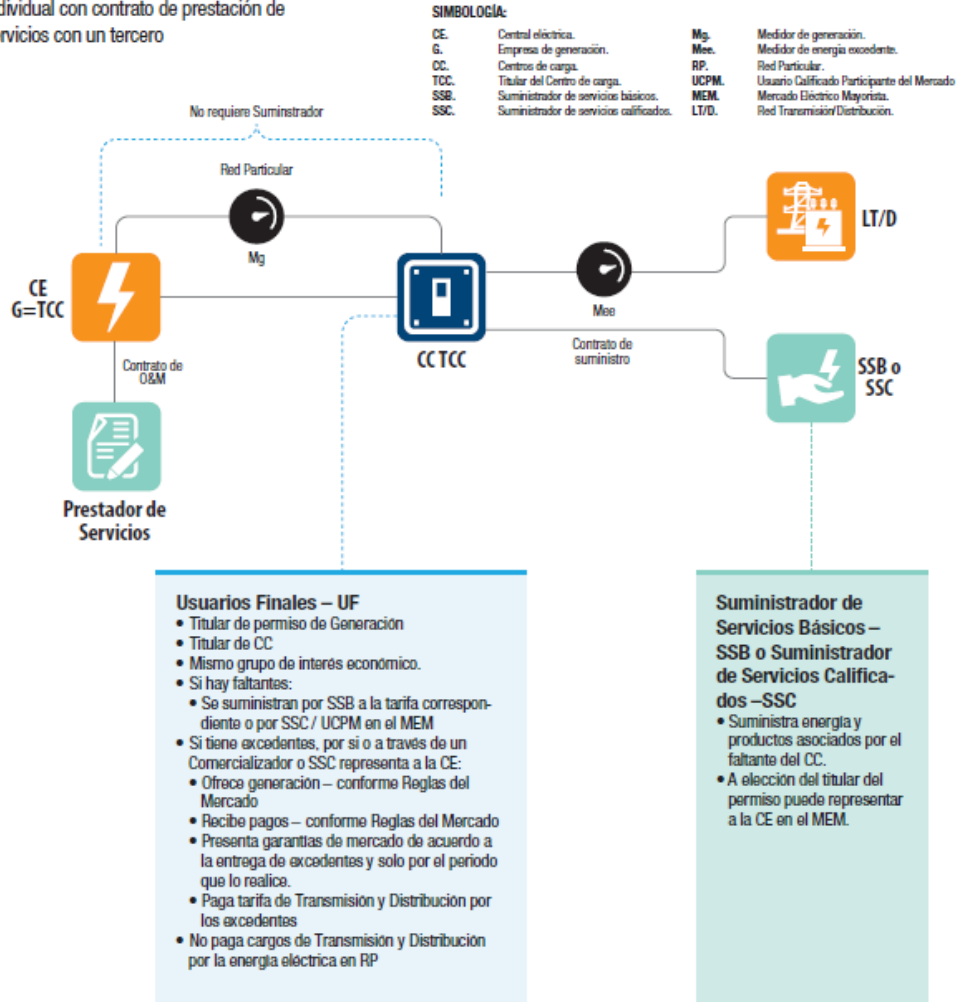 dividual con contrato de prestación de
rvicios con un tercero
SIMBOLOGÍA:
CE. Central eléctrica.
G. Empresa de generación.
CC. Centros de carga.
TCC. Titular del Centro de carga.
SSB. Suministrador de servicios básicos.
SSC. Suministrador de servicios calificados.
Mg. Medidor de generación.
Mee. Medidor de energía excedente.
RP. Red Particular.
UCPM. Usuario Calificado Participante del Mercado
MEM. Mercado Eléctrico Mayorista.
LT/D. Red Transmisión/Distribución.
No requiere Suminstrador
Red Particular
Mg
CE
G=TCC
Contrato de
O&M
Prestador de
Servicios
CC TCC
Mee
Contrato de
suministro
LT/D
SSB o
SSC
Usuarios Finales – UF
• Titular de permiso de Generación
• Titular de CC
• Mismo grupo de interés económico.
• Si hay faltantes:
• Se suministran por SSB a la tarifa correspon-
diente o por SSC / UCPM en el MEM
• Si tiene excedentes, por si o a través de un
Comercializador o SSC representa a la CE:
• Ofrece generación – conforme Reglas del
Mercado
• Recibe pagos – conforme Reglas del Mercado
• Presenta garantías de mercado de acuerdo a
la entrega de excedentes y solo por el periodo
que lo realice.
• Paga tarifa de Transmisión y Distribución por
los excedentes
• No paga cargos de Transmisión y Distribución
por la energía eléctrica en RP
Suministrador de
Servicios Básicos –
SSB o Suministrador
de Servicios Califica-
dos –SSC
• Suministra energía y
productos asociados por el
faltante del CC.
• A elección del titular del
permiso puede representar
a la CE en el MEM.